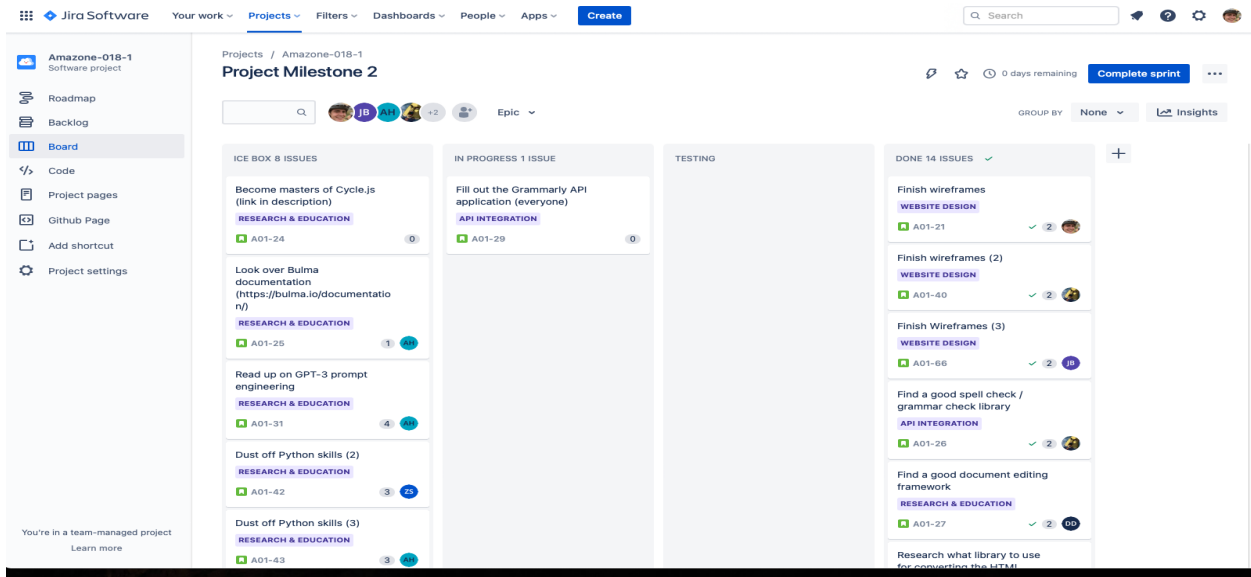 Jira Software
Your work
Projects
Filters
Dashboards
People
Apps
Create
Search
Amazone-018-1
Software project
Roadmap
Backlog
Board
Code
Project pages
Github Page
Add shortcut
Project settings
You're in a team-managed project
Learn more
Projects / Amazone-018-1
Project Milestone 2
0 days remaining
Complete sprint
JB
AH
+2
Epic
GROUP BY
None
Insights
ICE BOX 8 ISSUES
Become masters of Cycle.js
(link in description)
RESEARCH & EDUCATION
A01-24
0
Look over Bulma
documentation
(https://bulma.io/documentatio
n/)
RESEARCH & EDUCATION
A01-25
1
AH
Read up on GPT-3 prompt
engineering
RESEARCH & EDUCATION
A01-31
4
AH
Dust off Python skills (2)
RESEARCH & EDUCATION
A01-42
3
ZS
Dust off Python skills (3)
RESEARCH & EDUCATION
A01-43
3
AH
IN PROGRESS 1 ISSUE
Fill out the Grammarly API
application (everyone)
API INTEGRATION
A01-29
0
TESTING
DONE 14 ISSUES
Finish wireframes
WEBSITE DESIGN
A01-21
2
Finish wireframes (2)
WEBSITE DESIGN
A01-40
2
Finish Wireframes (3)
WEBSITE DESIGN
A01-66
2
JB
Find a good spell check /
grammar check library
API INTEGRATION
A01-26
2
Find a good document editing
framework
RESEARCH & EDUCATION
A01-27
2
DD
Research what library to use
for converting the HTML